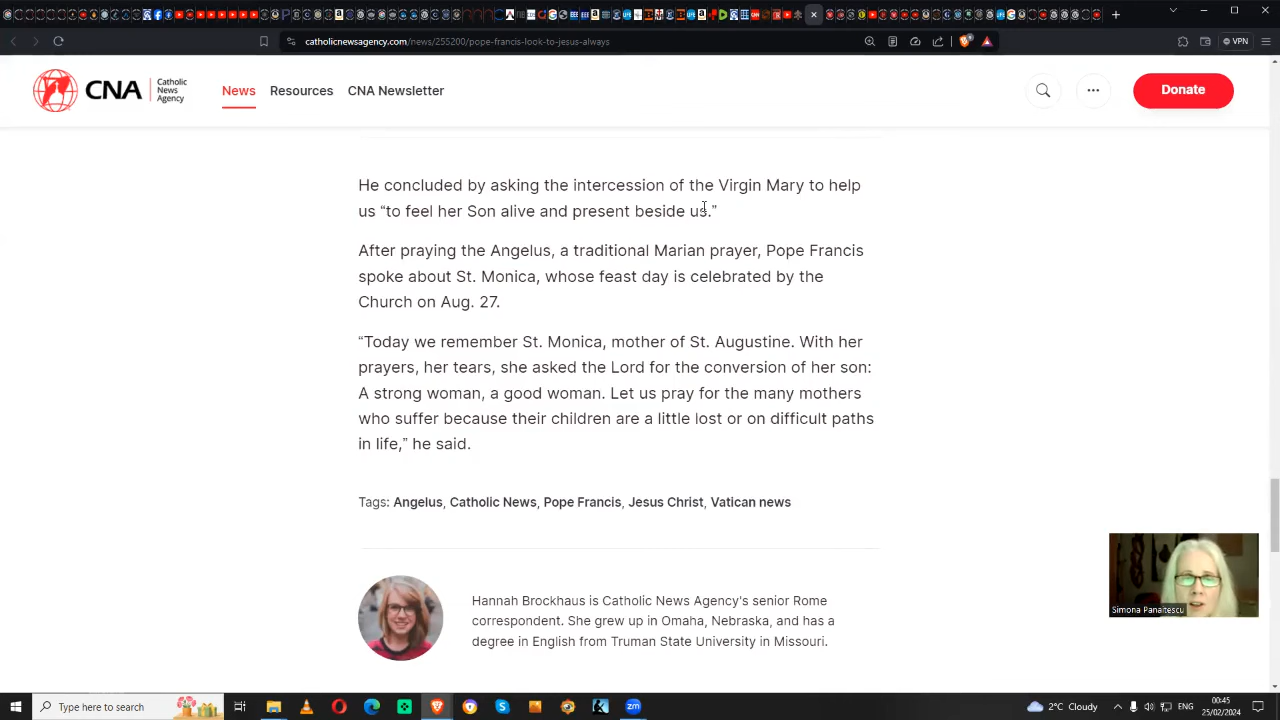 catholicnewsagency.com/news/255200/pope-francis-look-to-jesus-always
VPN
CNA
Catholic
News
Agency
News
Resources
CNA Newsletter
Donate
He concluded by asking the intercession of the Virgin Mary to help
us “to feel her Son alive and present beside us.”
After praying the Angelus, a traditional Marian prayer, Pope Francis
spoke about St. Monica, whose feast day is celebrated by the
Church on Aug. 27.
“Today we remember St. Monica, mother of St. Augustine. With her
prayers, her tears, she asked the Lord for the conversion of her son:
A strong woman, a good woman. Let us pray for the many mothers
who suffer because their children are a little lost or on difficult paths
in life,” he said.
Tags: Angelus, Catholic News, Pope Francis, Jesus Christ, Vatican news
Hannah Brockhaus is Catholic News Agency's senior Rome
correspondent. She grew up in Omaha, Nebraska, and has a
degree in English from Truman State University in Missouri.
Simona Panaitescu
Type here to search
zm
2°C Cloudy
00:45
25/02/2024